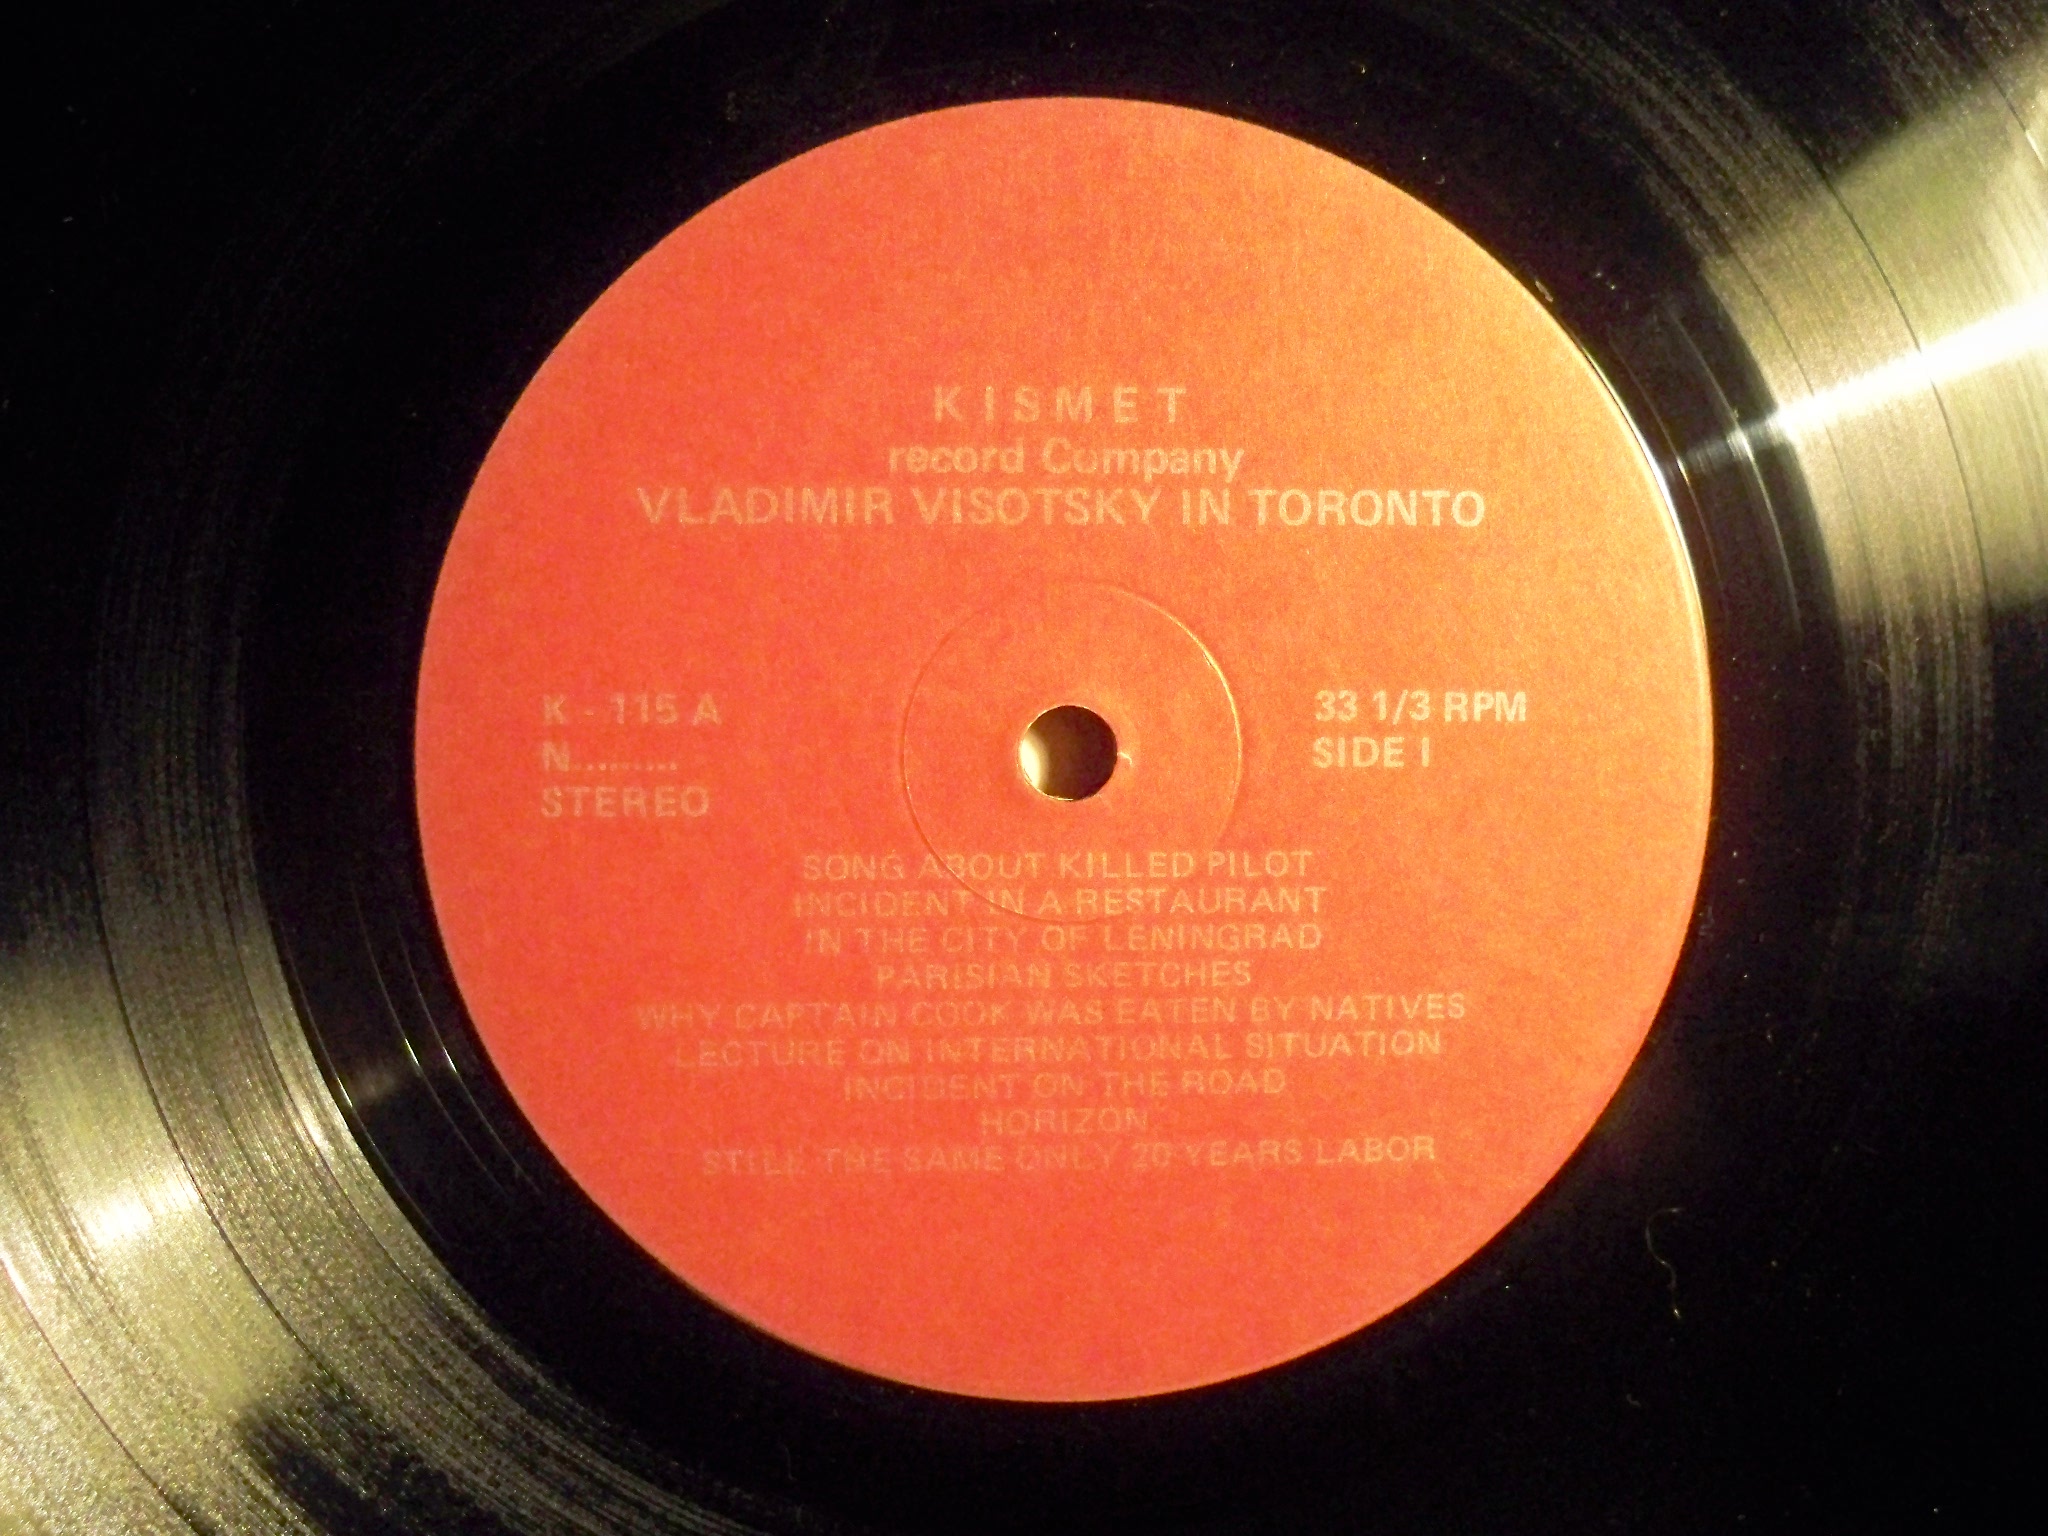 KISMET
record Company
VLADIMIR VISOTSKY IN TORONTO
K - 115 A
N..........
STEREO
33 1/3 RPM
SIDE I
SONG ABOUT KILLED PILOT
INCIDENT IN A RESTAURANT
IN THE CITY OF LENINGRAD
PARISIAN SKETCHES
WHY CAPTAIN COOK WAS EATEN BY NATIVES
LECTURE ON INTERNATIONAL SITUATION
INCIDENT ON THE ROAD
HORIZON
STILL THE SAME ONLY 20 YEARS LABOR